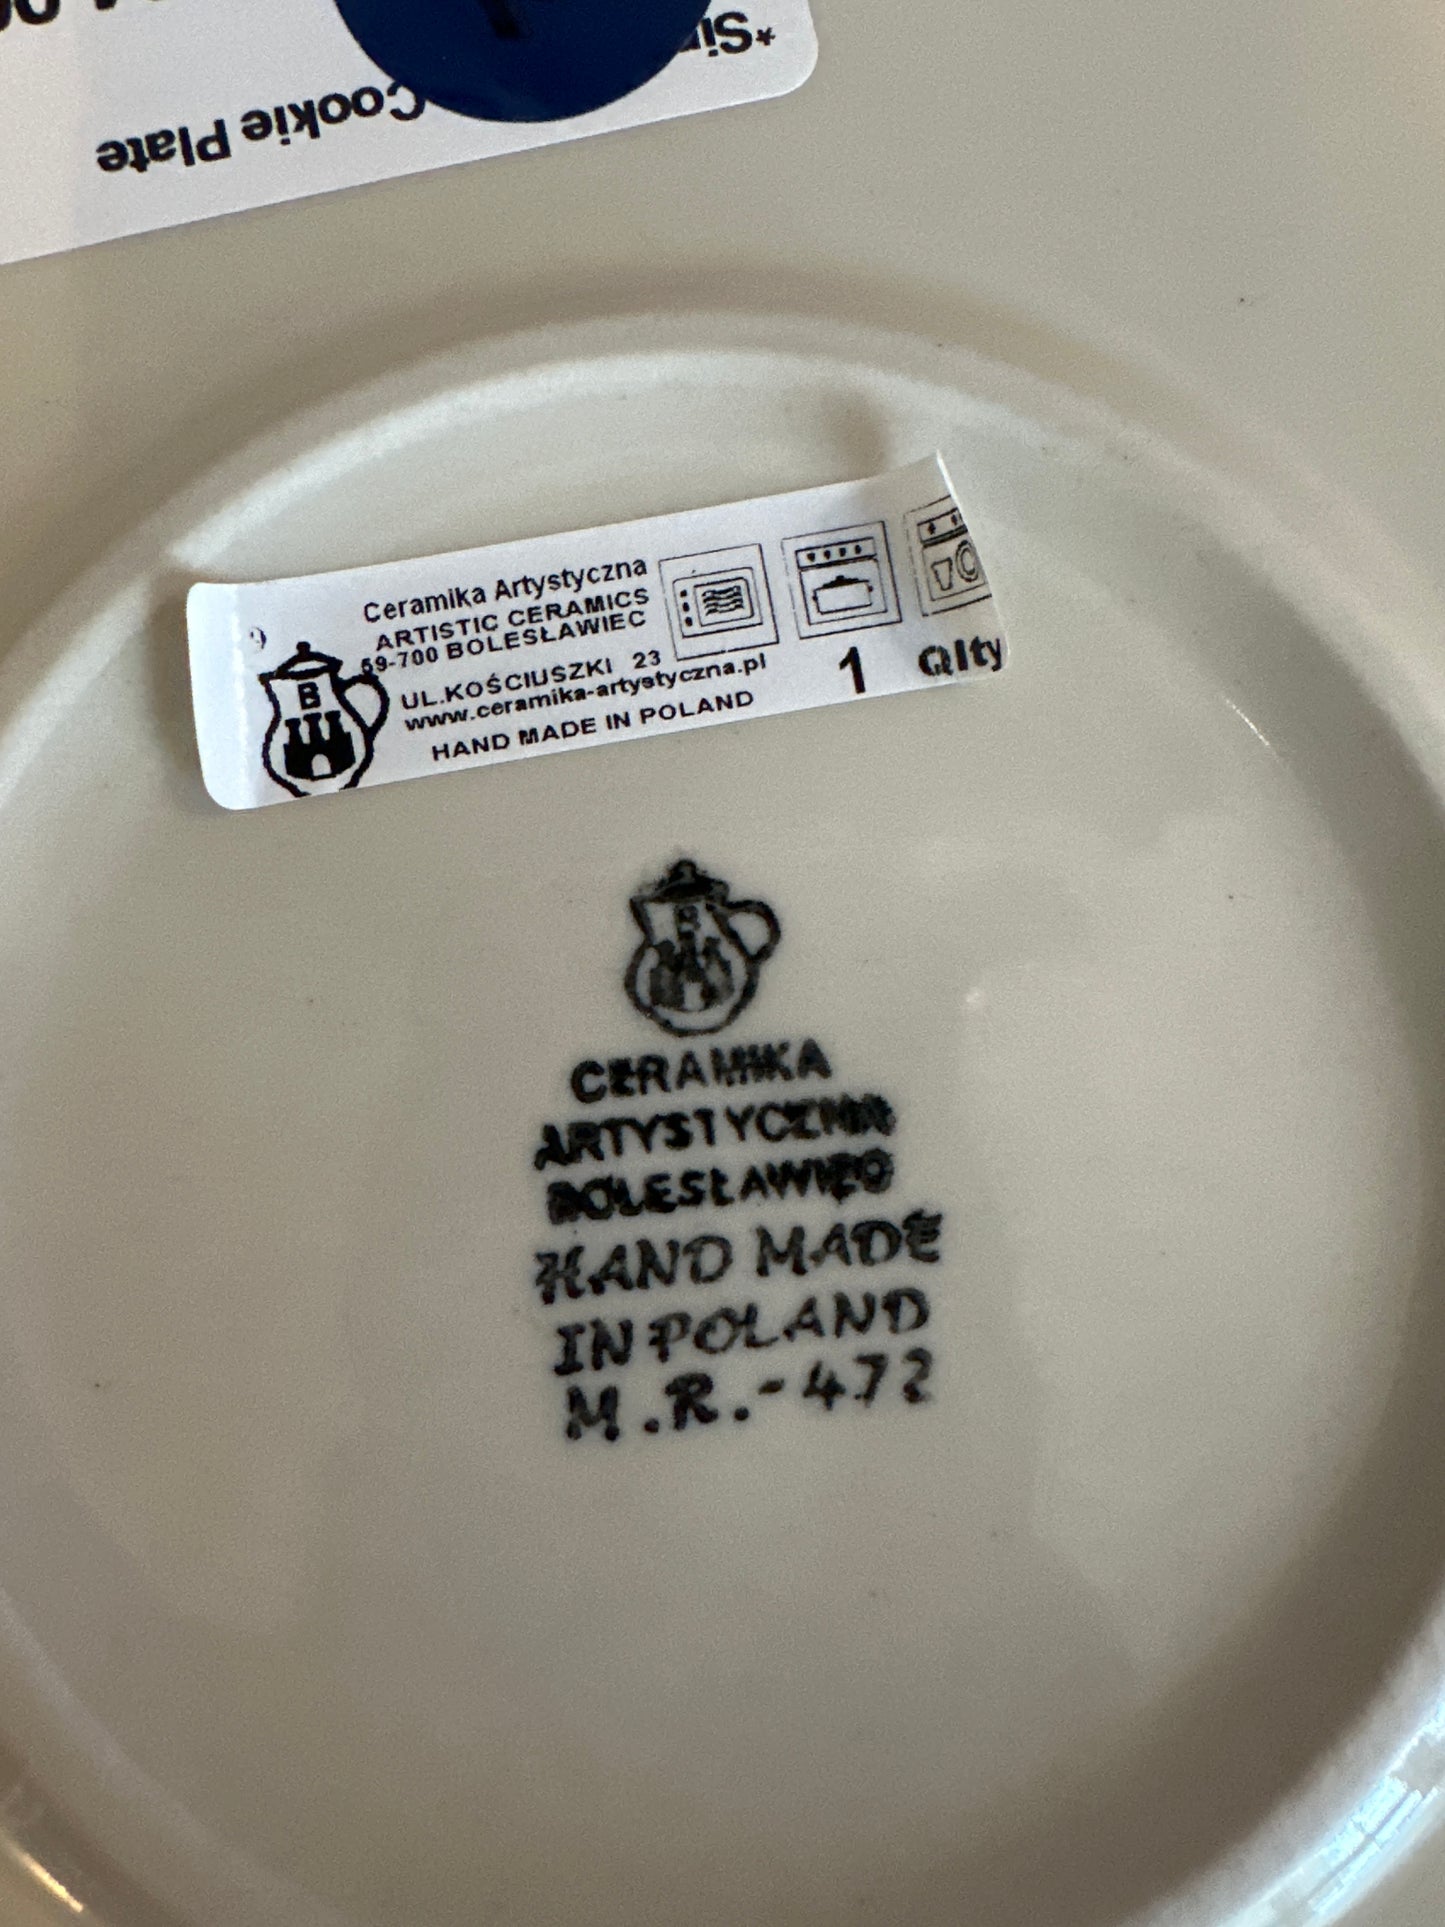 Cookie Plate
Ceramika Artystyczna
ARTISTIC CERAMICS
59-700 BOLESŁAWIEC
UL.KOŚCIUSZKI 23
www.ceramika-artystyczna.pl
HAND MADE IN POLAND
1 Qlty
B
B
CERAMIKA
ARTYSTYCZNA
BOLESŁAWIEC
HAND MADE
IN POLAND
M.R.-472